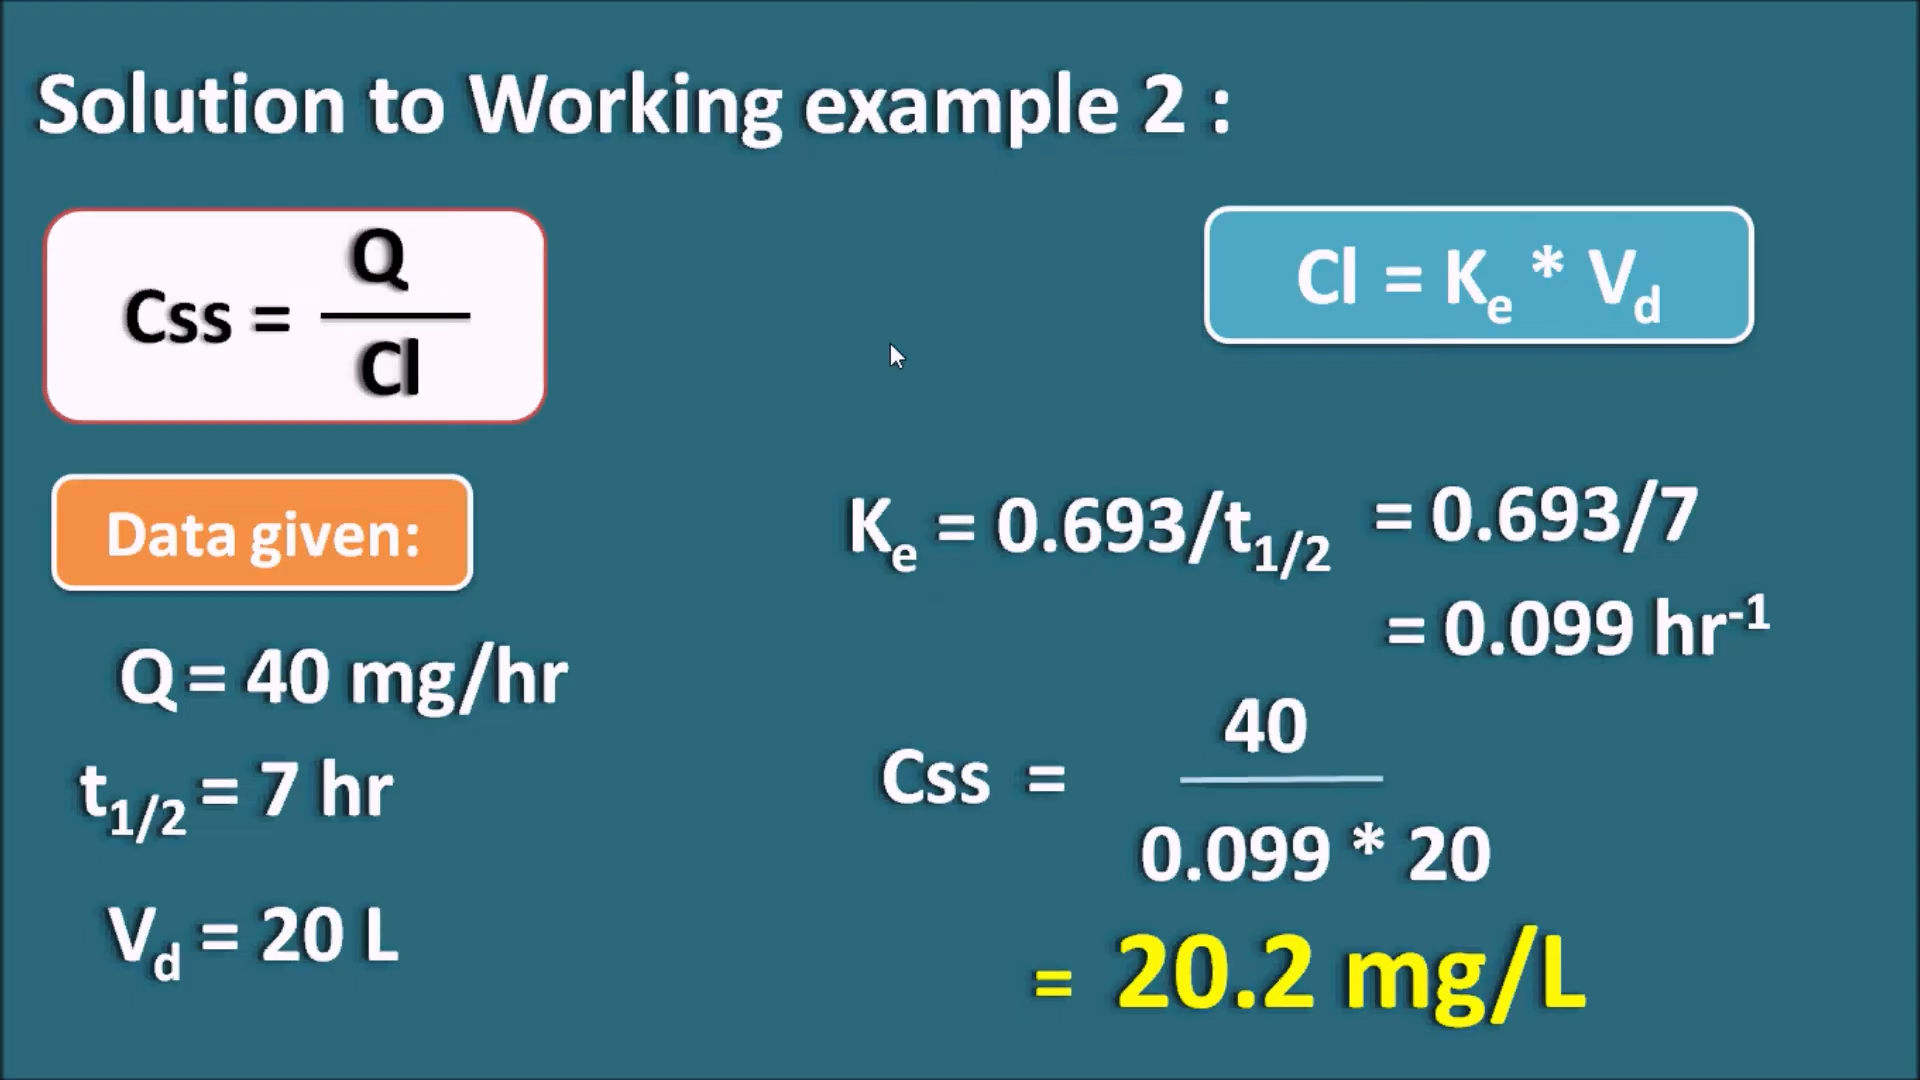 Solution to Working example 2 :
Css = Q / Cl
Cl = Ke * Vd
Data given:
Q = 40 mg/hr
t1/2 = 7 hr
Vd = 20 L
Ke = 0.693/t1/2 = 0.693/7
= 0.099 hr-1
Css = 40 / 0.099 * 20
= 20.2 mg/L